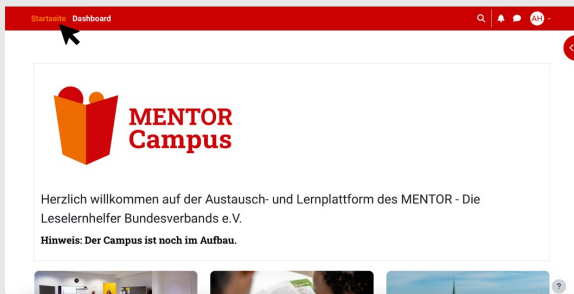 Startseite Dashboard
AH
MENTOR
Campus
Herzlich willkommen auf der Austausch- und Lernplattform des MENTOR - Die
Leselernhelfer Bundesverbands e.V.
Hinweis: Der Campus ist noch im Aufbau.
?